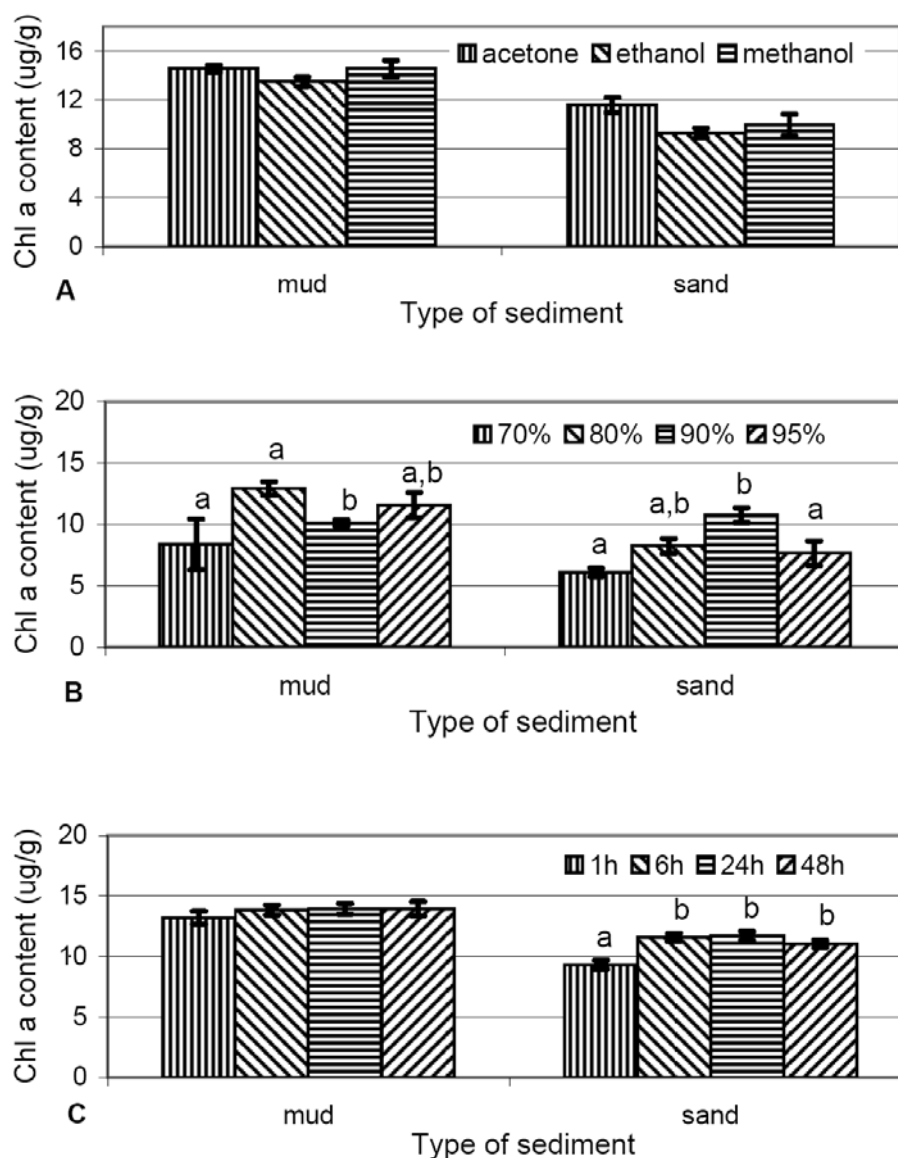 16
12
8
4
0
Chl a content (ug/g)
acetone ethanol methanol
mud sand
A
Type of sediment
20
15
10
5
0
Chl a content (ug/g)
70% 80% 90% 95%
a a b a,b a a,b b a
mud sand
B
Type of sediment
20
15
10
5
0
Chl a content (ug/g)
1h 6h 24h 48h
a b b b
mud sand
C
Type of sediment